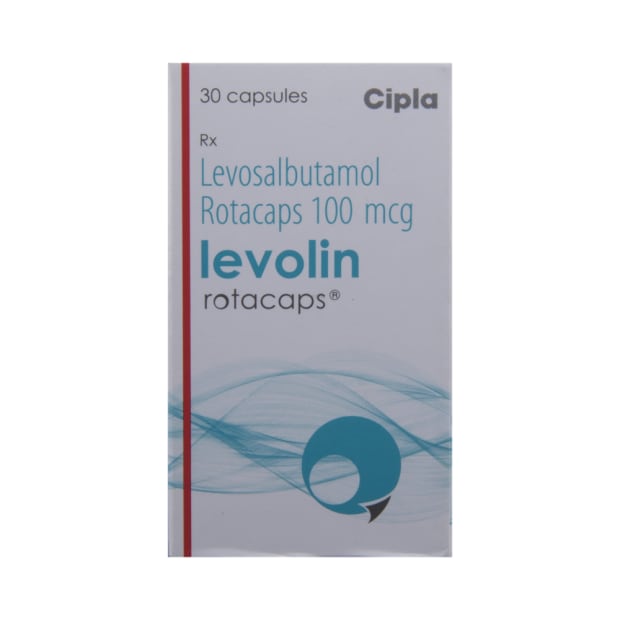 30 capsules
Cipla
Rx
Levosalbutamol
Rotacaps 100 mcg
levolin
rotacaps®